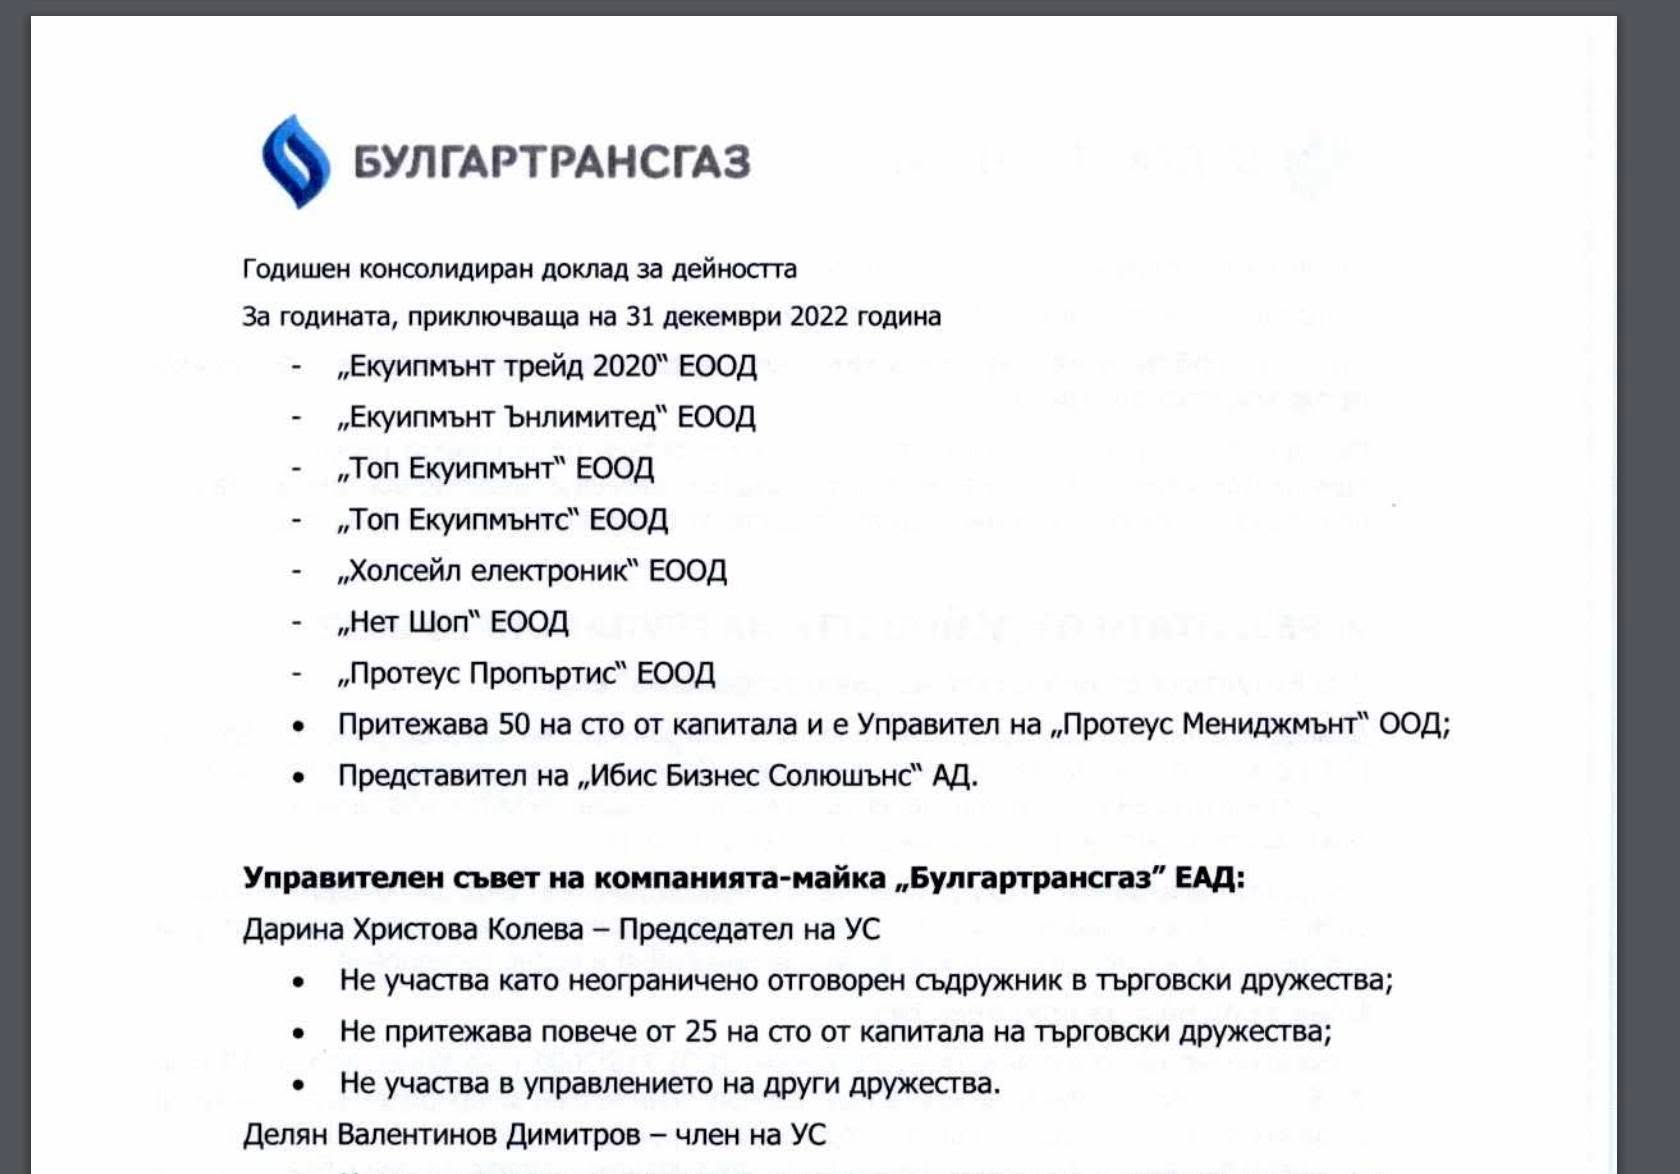 БУЛГАРТРАНСГАЗ
Годишен консолидиран доклад за дейността
За годината, приключваща на 31 декември 2022 година
- „Екуипмънт трейд 2020“ ЕООД
- „Екуипмънт Ънлимитед“ ЕООД
- „Топ Екуипмънт“ ЕООД
- „Топ Екуипмънтс“ ЕООД
- „Холсейл електроник“ ЕООД
- „Нет Шоп“ ЕООД
- „Протеус Пропъртис“ ЕООД
• Притежава 50 на сто от капитала и е Управител на „Протеус Мениджмънт“ ООД;
• Представител на „Ибис Бизнес Солюшънс“ АД.
Управителен съвет на компанията-майка „Булгартрансгаз” ЕАД:
Дарина Христова Колева – Председател на УС
• Не участва като неограничено отговорен съдружник в търговски дружества;
• Не притежава повече от 25 на сто от капитала на търговски дружества;
• Не участва в управлението на други дружества.
Делян Валентинов Димитров – член на УС